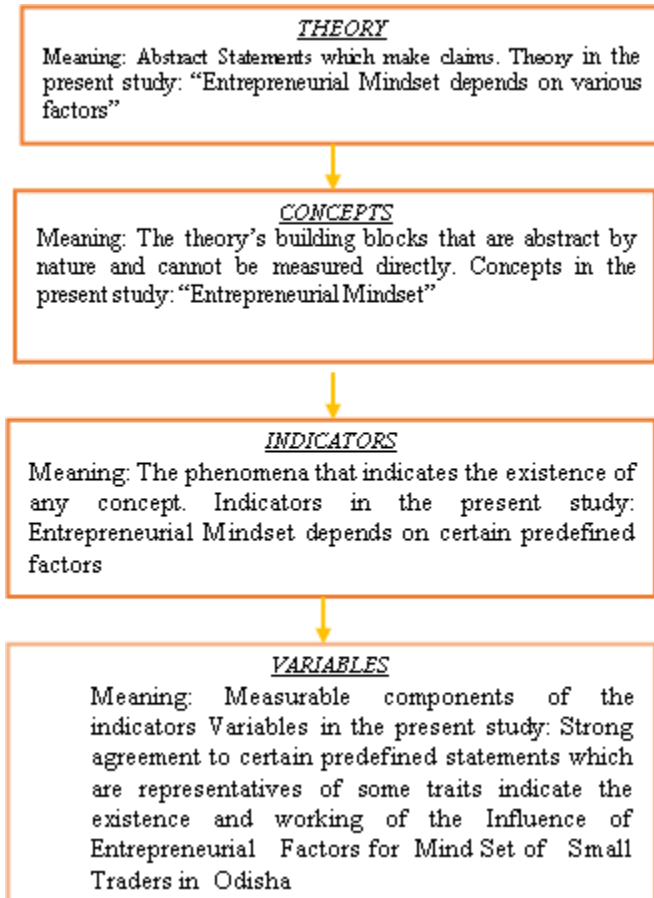 THEORY
Meaning: Abstract Statements which make claims. Theory in the
present study: “Entrepreneurial Mindset depends on various
factors”
CONCEPTS
Meaning: The theory’s building blocks that are abstract by
nature and cannot be measured directly. Concepts in the
present study: “Entrepreneurial Mindset”
INDICATORS
Meaning: The phenomena that indicates the existence of
any concept. Indicators in the present study:
Entrepreneurial Mindset depends on certain predefined
factors
VARIABLES
Meaning: Measurable components of the
indicators Variables in the present study: Strong
agreement to certain predefined statements which
are representatives of some traits indicate the
existence and working of the Influence of
Entrepreneurial Factors for Mind Set of Small
Traders in Odisha